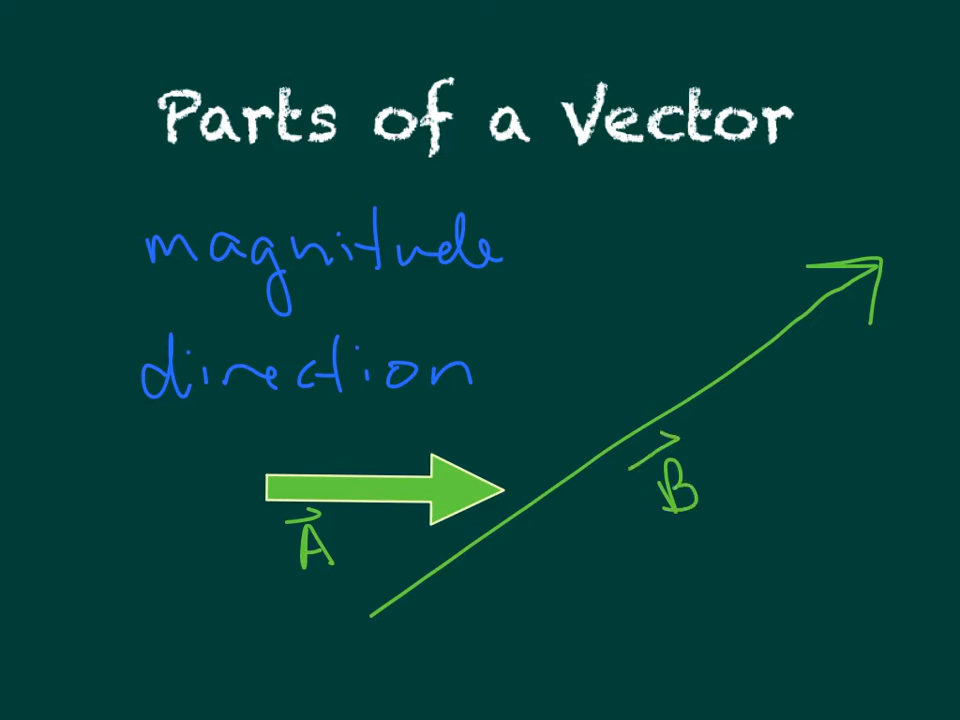 Parts of a Vector
magnitude
direction
A
B